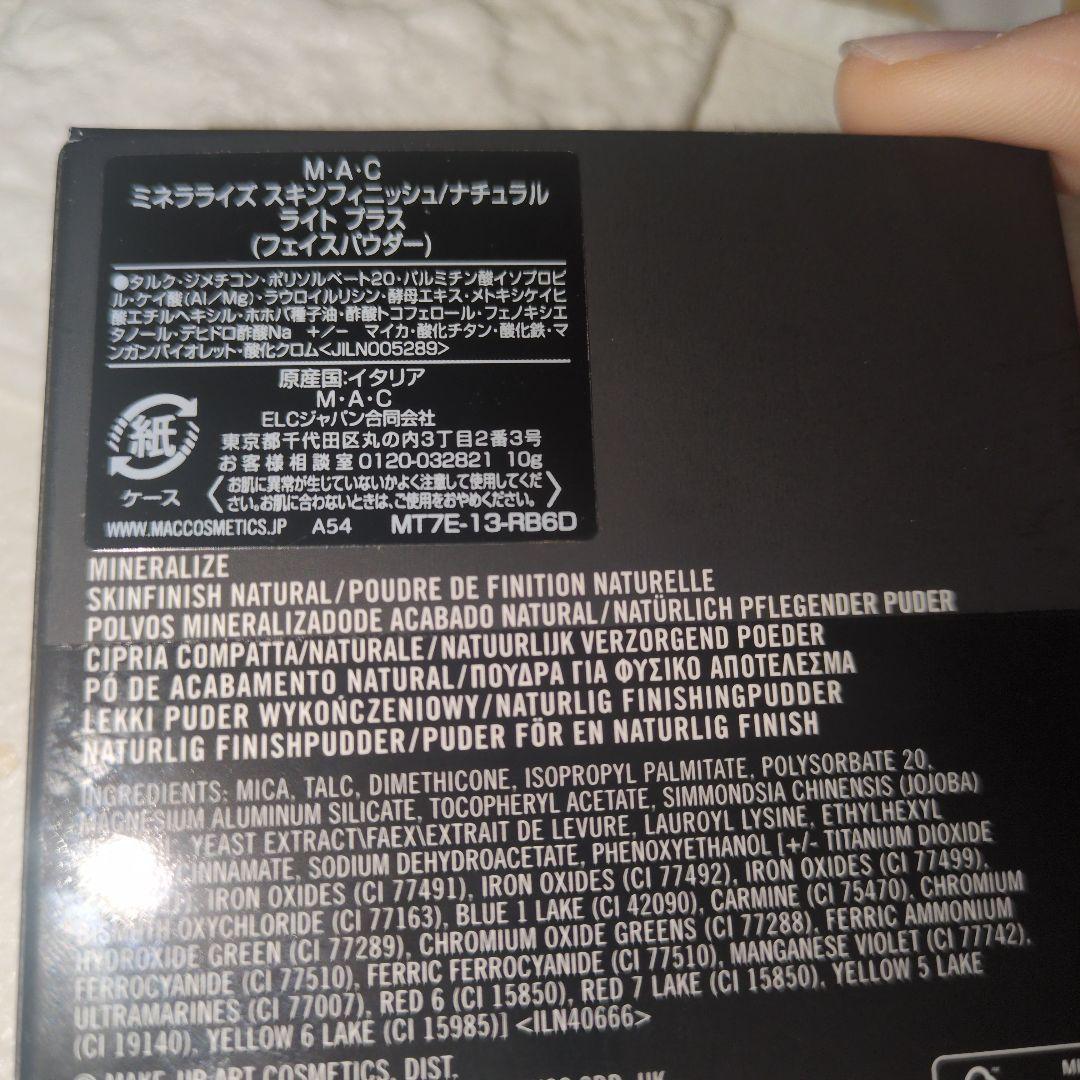 M·A·C
ミネラライズ スキンフィニッシュ/ナチュラル
ライト プラス
(フェイスパウダー)
●タルク・ジメチコン・ポリソルベート20・パルミチン酸イソプロピ
ル・ケイ酸(Al/Mg)・ラウロイルリシン・酵母エキス・メトキシケイヒ
酸エチルヘキシル・ホホバ種子油・酢酸トコフェロール・フェノキシエ
タノール・デヒドロ酢酸Na +/- マイカ・酸化チタン・酸化鉄・マ
ンガンバイオレット・酸化クロム<JILN005289>
原産国:イタリア
M·A·C
ELCジャパン合同会社
東京都千代田区丸の内3丁目2番3号
お客様相談室0120-032821 10g
紙
ケース
お肌に異常が生じていないかよく注意して使用してくだ
さい。お肌に合わないときは、ご使用をおやめください。
WWW.MACCOSMETICS.JP A54 MT7E-13-RB6D
MINERALIZE
SKINFINISH NATURAL/POUDRE DE FINITION NATURELLE
POLVOS MINERALIZADODE ACABADO NATURAL/NATÜRLICH PFLEGENDER PUDER
CIPRIA COMPATTA/NATURALE/NATUURLIJK VERZORGEND POEDER
PÓ DE ACABAMENTO NATURAL/ΠΟΥΔΡΑ ΓΙΑ ΦΥΣΙΚΟ ΑΠΟΤΕΛΕΣΜΑ
LEKKI PUDER WYKOŃCZENIOWY/NATURLIG FINISHINGPUDDER
NATURLIG FINISHPUDDER/PUDER FÖR EN NATURLIG FINISH
INGREDIENTS: MICA, TALC, DIMETHICONE, ISOPROPYL PALMITATE, POLYSORBATE 20,
MAGNESIUM ALUMINUM SILICATE, TOCOPHERYL ACETATE, SIMMONDSIA CHINENSIS (JOJOBA)
YEAST EXTRACT\FAEX\EXTRAIT DE LEVURE, LAUROYL LYSINE, ETHYLHEXYL
CINNAMATE, SODIUM DEHYDROACETATE, PHENOXYETHANOL [+/- TITANIUM DIOXIDE
IRON OXIDES (CI 77491), IRON OXIDES (CI 77492), IRON OXIDES (CI 77499),
BISMUTH OXYCHLORIDE (CI 77163), BLUE 1 LAKE (CI 42090), CARMINE (CI 75470), CHROMIUM
HYDROXIDE GREEN (CI 77289), CHROMIUM OXIDE GREENS (CI 77288), FERRIC AMMONIUM
FERROCYANIDE (CI 77510), FERRIC FERROCYANIDE (CI 77510), MANGANESE VIOLET (CI 77742),
ULTRAMARINES (CI 77007), RED 6 (CI 15850), RED 7 LAKE (CI 15850), YELLOW 5 LAKE
(CI 19140), YELLOW 6 LAKE (CI 15985)] <ILN40666>
MAKE-UP ART COSMETICS, DIST.